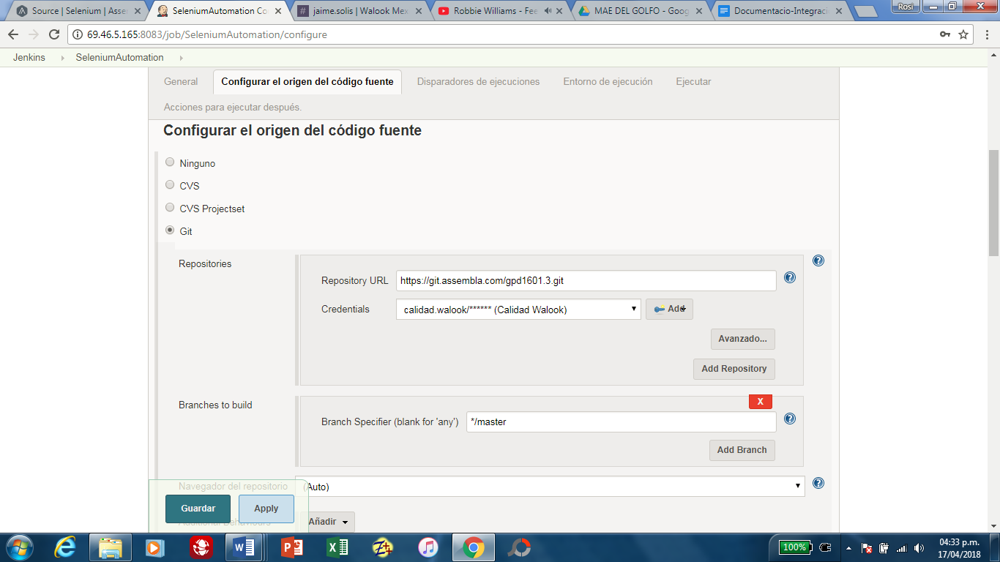 Source | Selenium | Asse
SeleniumAutomation Co
jaime.solis | Walook Mex
Robbie Williams - Fee
MAE DEL GOLFO - Goog
Documentacio-Integraci
Rosi
69.46.5.165:8083/job/SeleniumAutomation/configure
Jenkins
SeleniumAutomation
General
Configurar el origen del código fuente
Disparadores de ejecuciones
Entorno de ejecución
Ejecutar
Acciones para ejecutar después.
Configurar el origen del código fuente
Ninguno
CVS
CVS Projectset
Git
Repositories
Repository URL
https://git.assembla.com/gpd1601.3.git
Credentials
calidad.walook/****** (Calidad Walook)
Add
Avanzado...
Add Repository
Branches to build
X
Branch Specifier (blank for 'any')
*/master
Add Branch
Navegador del repositorio
(Auto)
Guardar
Apply
Additional Behaviours
Añadir
100%
04:33 p.m.
17/04/2018